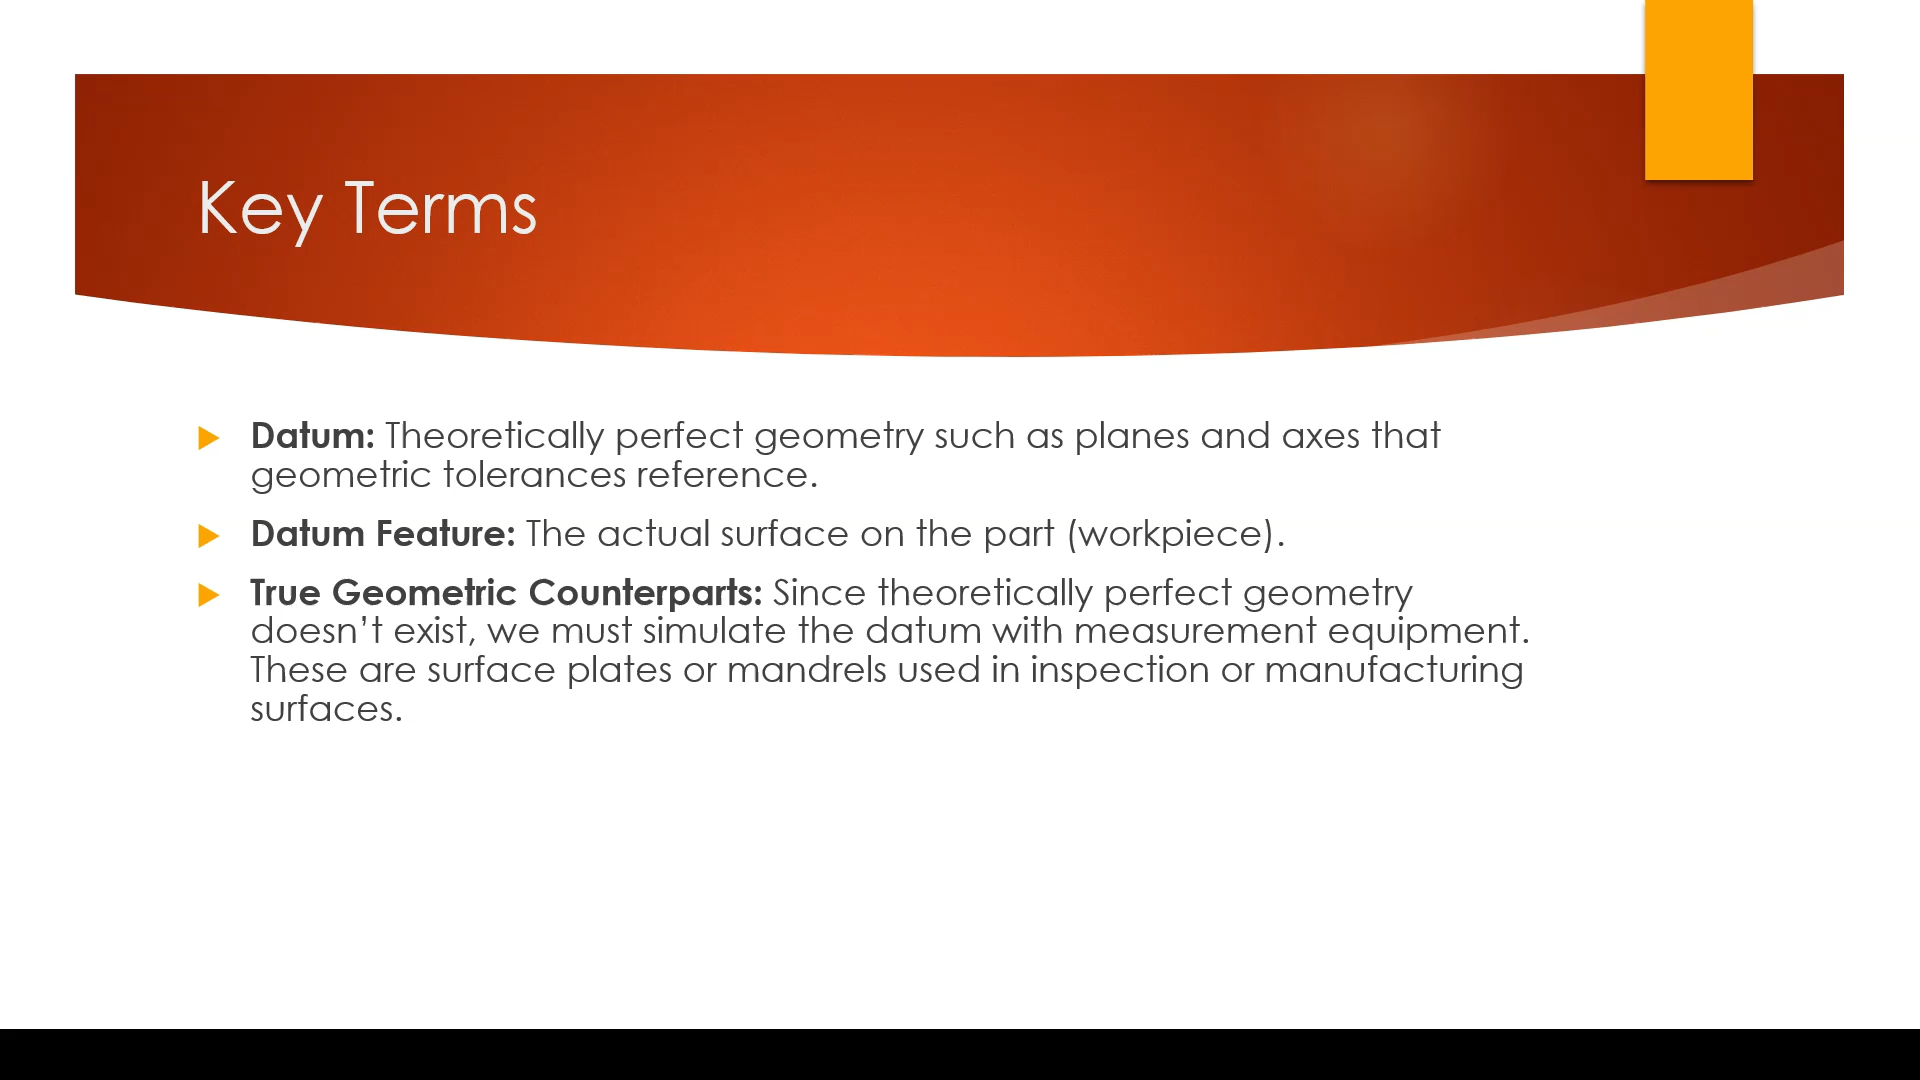 Key Terms
Datum: Theoretically perfect geometry such as planes and axes that
geometric tolerances reference.
Datum Feature: The actual surface on the part (workpiece).
True Geometric Counterparts: Since theoretically perfect geometry
doesn’t exist, we must simulate the datum with measurement equipment.
These are surface plates or mandrels used in inspection or manufacturing
surfaces.